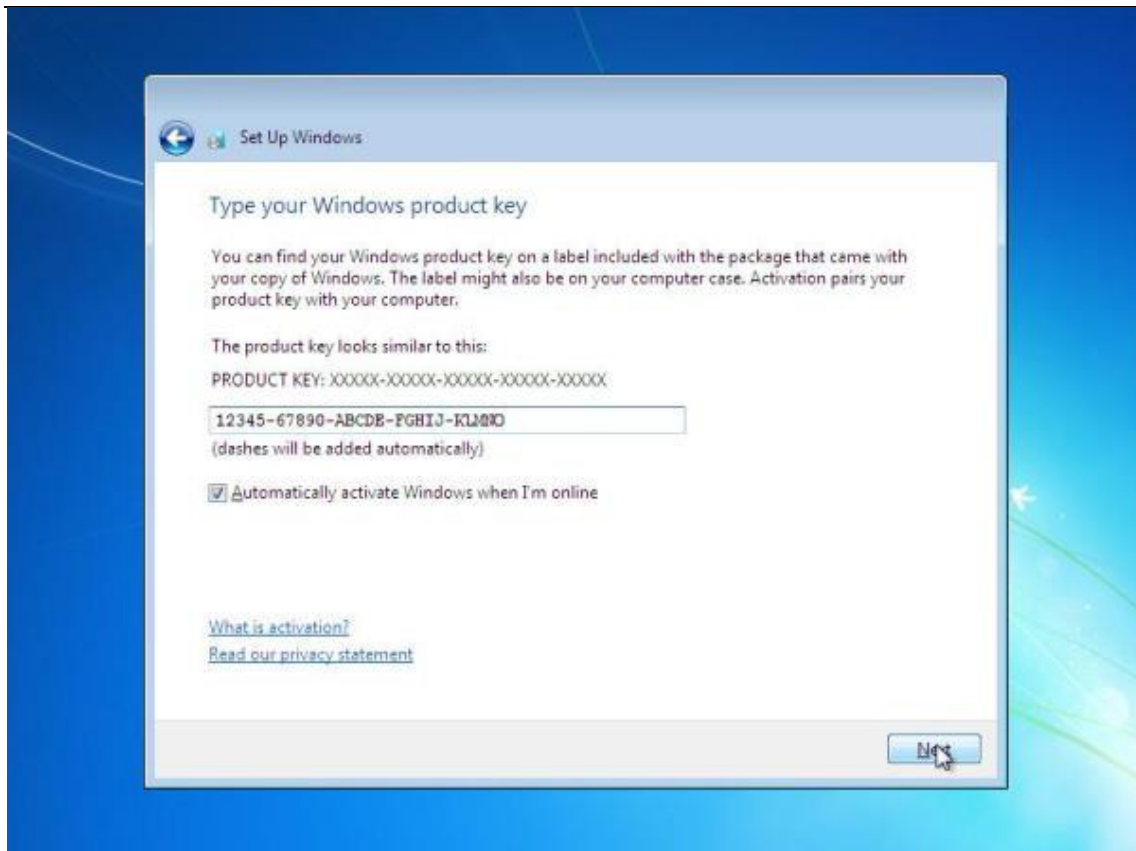 Set Up Windows
Type your Windows product key
You can find your Windows product key on a label included with the package that came with
your copy of Windows. The label might also be on your computer case. Activation pairs your
product key with your computer.
The product key looks similar to this:
PRODUCT KEY: XXXXX-XXXXX-XXXXX-XXXXX-XXXXX
12345-67890-ABCDE-FGHIJ-KLMNO
(dashes will be added automatically)
Automatically activate Windows when I'm online
What is activation?
Read our privacy statement
Next